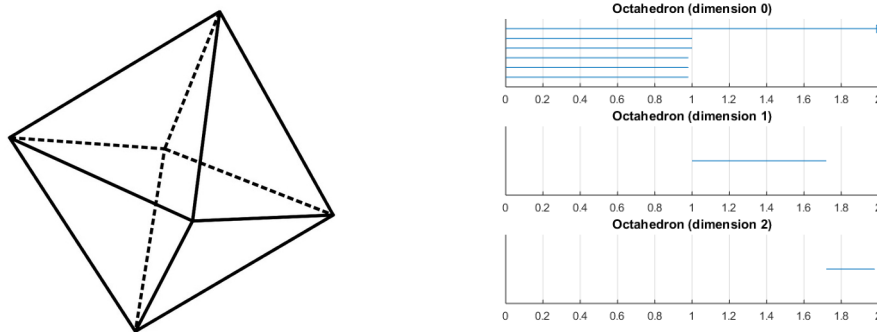 Octahedron (dimension 0)
0 0.2 0.4 0.6 0.8 1 1.2 1.4 1.6 1.8 2
Octahedron (dimension 1)
0 0.2 0.4 0.6 0.8 1 1.2 1.4 1.6 1.8 2
Octahedron (dimension 2)
0 0.2 0.4 0.6 0.8 1 1.2 1.4 1.6 1.8 2